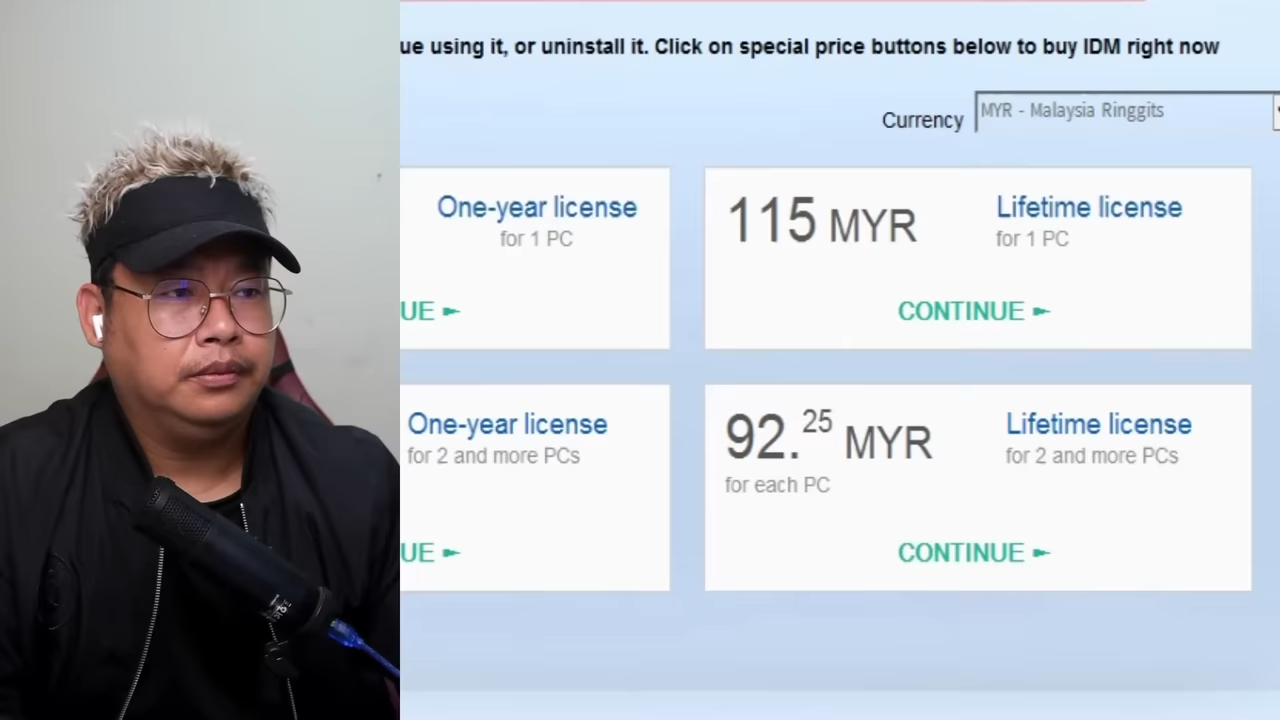 ue using it, or uninstall it. Click on special price buttons below to buy IDM right now
Currency MYR - Malaysia Ringgits
One-year license
for 1 PC
UE ►
115 MYR
Lifetime license
for 1 PC
CONTINUE ►
One-year license
for 2 and more PCs
UE ►
92.25 MYR
for each PC
Lifetime license
for 2 and more PCs
CONTINUE ►